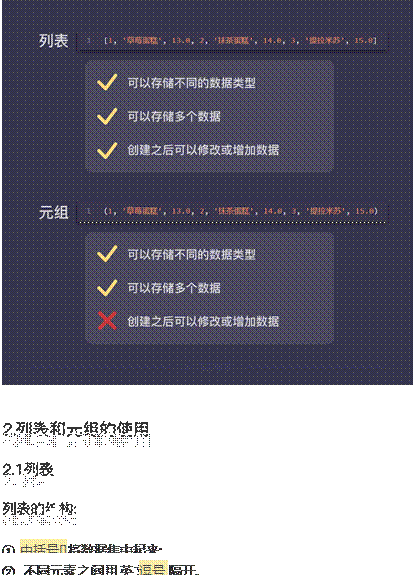 列表 1 [1, '草莓蛋糕', 13.0, 2, '抹茶蛋糕', 14.0, 3, '提拉米苏', 15.0]
可以存储不同的数据类型
可以存储多个数据
创建之后可以修改或增加数据
元组 1 (1, '草莓蛋糕', 13.0, 2, '抹茶蛋糕', 14.0, 3, '提拉米苏', 15.0)
可以存储不同的数据类型
可以存储多个数据
创建之后可以修改或增加数据
2.列表和元组的使用
2.1列表
列表的结构:
① 中括号[]将数据集中起来;
② 不同元素之间用英文逗号隔开。